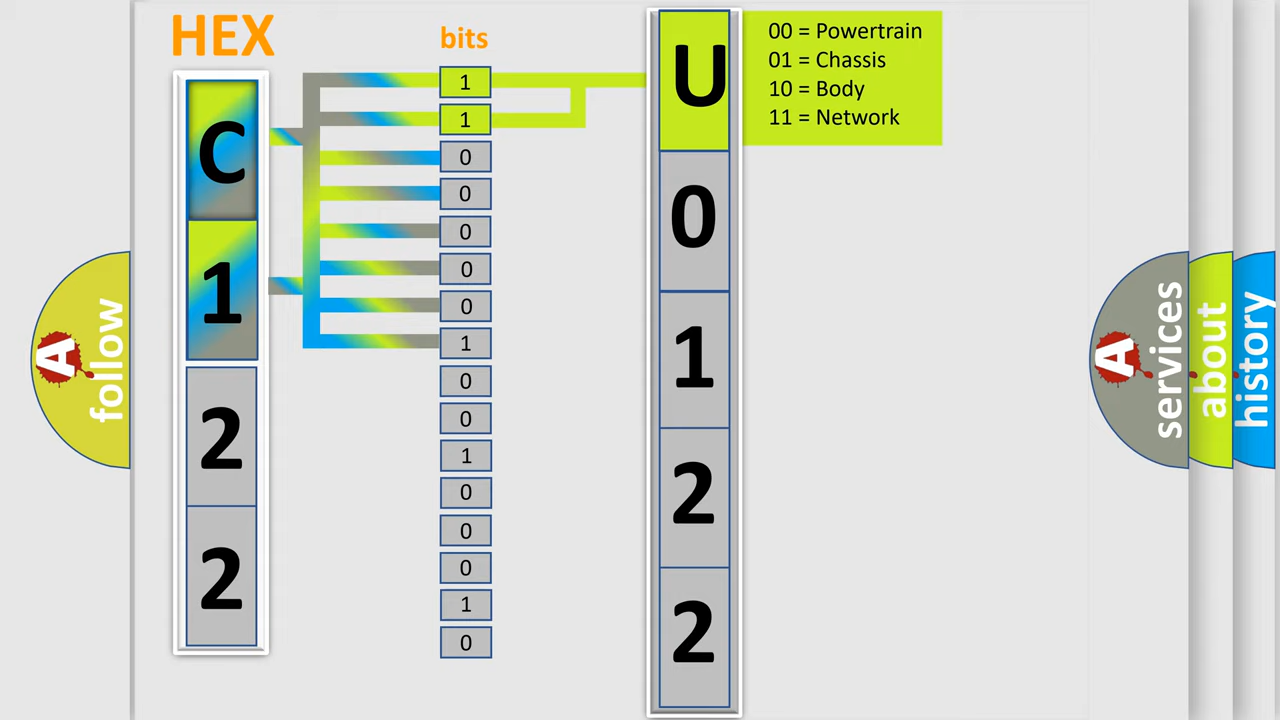 HEX
C
1
2
2
bits
1
1
0
0
0
0
0
1
0
0
1
0
0
0
1
0
U
0
1
2
2
00 = Powertrain
01 = Chassis
10 = Body
11 = Network
A
follow
A
services
about
history